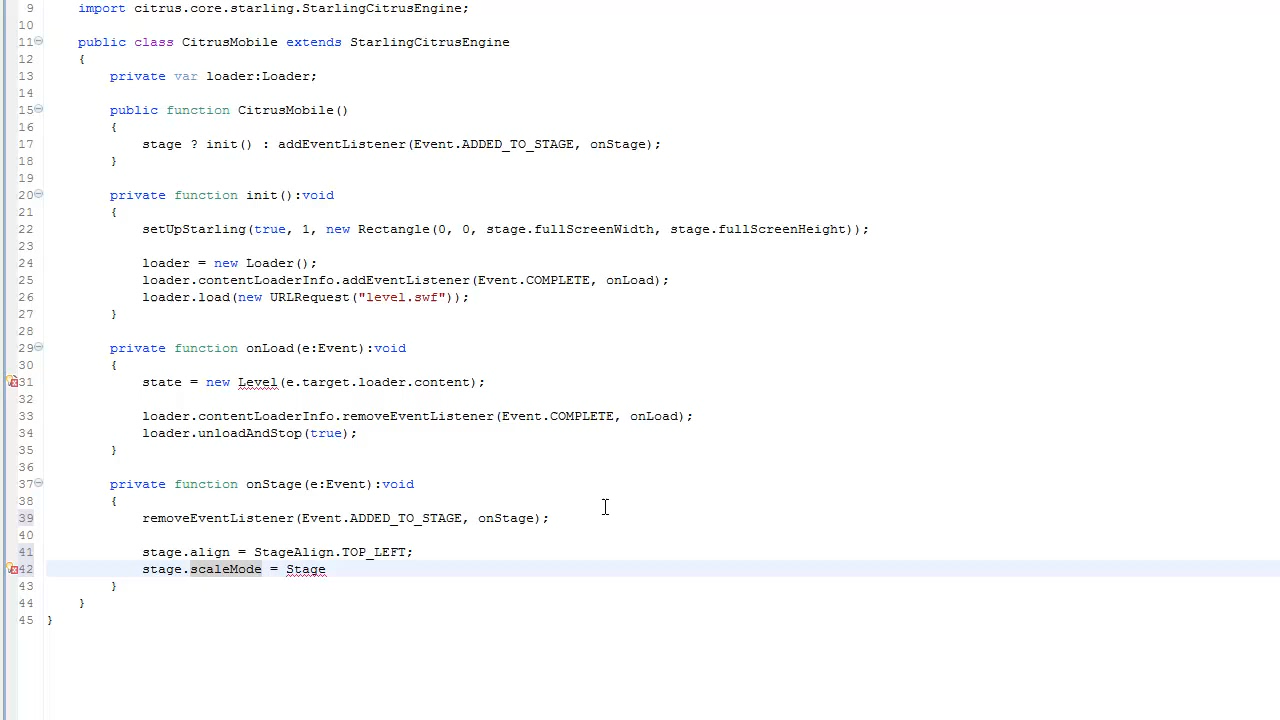 9 import citrus.core.starling.StarlingCitrusEngine;
10
11 public class CitrusMobile extends StarlingCitrusEngine
12 {
13 private var loader:Loader;
14
15 public function CitrusMobile()
16 {
17 stage ? init() : addEventListener(Event.ADDED_TO_STAGE, onStage);
18 }
19
20 private function init():void
21 {
22 setUpStarling(true, 1, new Rectangle(0, 0, stage.fullScreenWidth, stage.fullScreenHeight));
23
24 loader = new Loader();
25 loader.contentLoaderInfo.addEventListener(Event.COMPLETE, onLoad);
26 loader.load(new URLRequest("level.swf"));
27 }
28
29 private function onLoad(e:Event):void
30 {
31 state = new Level(e.target.loader.content);
32
33 loader.contentLoaderInfo.removeEventListener(Event.COMPLETE, onLoad);
34 loader.unloadAndStop(true);
35 }
36
37 private function onStage(e:Event):void
38 {
39 removeEventListener(Event.ADDED_TO_STAGE, onStage);
40
41 stage.align = StageAlign.TOP_LEFT;
42 stage.scaleMode = Stage
43 }
44 }
45 }